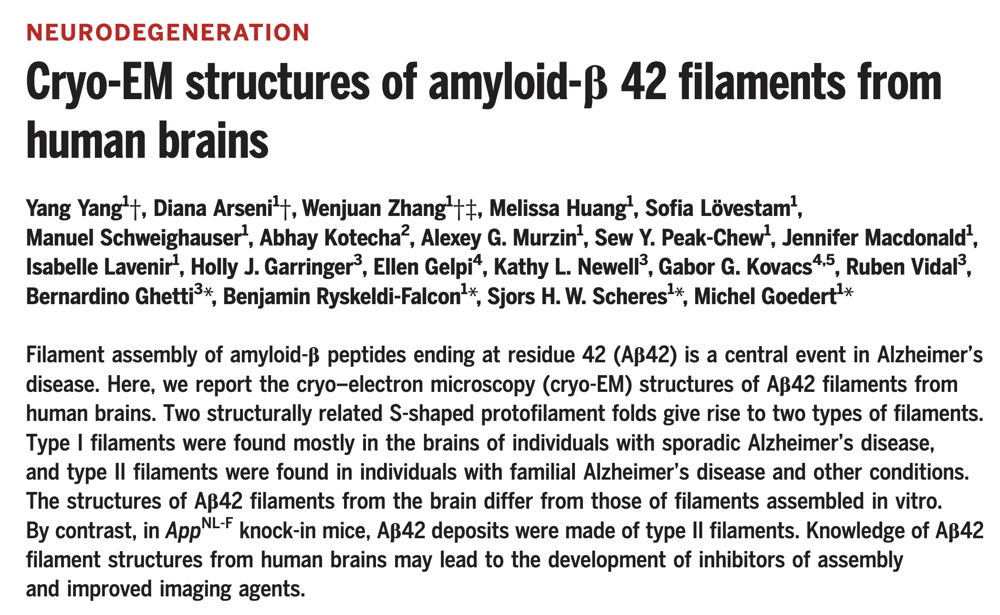 NEURODEGENERATION
Cryo-EM structures of amyloid-β 42 filaments from
human brains
Yang Yang¹†, Diana Arseni¹†, Wenjuan Zhang¹†‡, Melissa Huang¹, Sofia Lövestam¹,
Manuel Schweighauser¹, Abhay Kotecha², Alexey G. Murzin¹, Sew Y. Peak-Chew¹, Jennifer Macdonald¹,
Isabelle Lavenir¹, Holly J. Garringer³, Ellen Gelpi⁴, Kathy L. Newell³, Gabor G. Kovacs⁴,⁵, Ruben Vidal³,
Bernardino Ghetti³*, Benjamin Ryskeldi-Falcon¹*, Sjors H. W. Scheres¹*, Michel Goedert¹*
Filament assembly of amyloid-β peptides ending at residue 42 (Aβ42) is a central event in Alzheimer’s
disease. Here, we report the cryo–electron microscopy (cryo-EM) structures of Aβ42 filaments from
human brains. Two structurally related S-shaped protofilament folds give rise to two types of filaments.
Type I filaments were found mostly in the brains of individuals with sporadic Alzheimer’s disease,
and type II filaments were found in individuals with familial Alzheimer’s disease and other conditions.
The structures of Aβ42 filaments from the brain differ from those of filaments assembled in vitro.
By contrast, in App^NL-F knock-in mice, Aβ42 deposits were made of type II filaments. Knowledge of Aβ42
filament structures from human brains may lead to the development of inhibitors of assembly
and improved imaging agents.